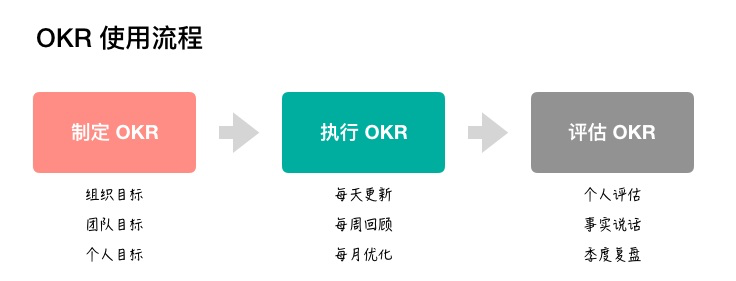 OKR 使用流程
制定 OKR
组织目标
团队目标
个人目标
执行 OKR
每天更新
每周回顾
每月优化
评估 OKR
个人评估
事实说话
季度复盘